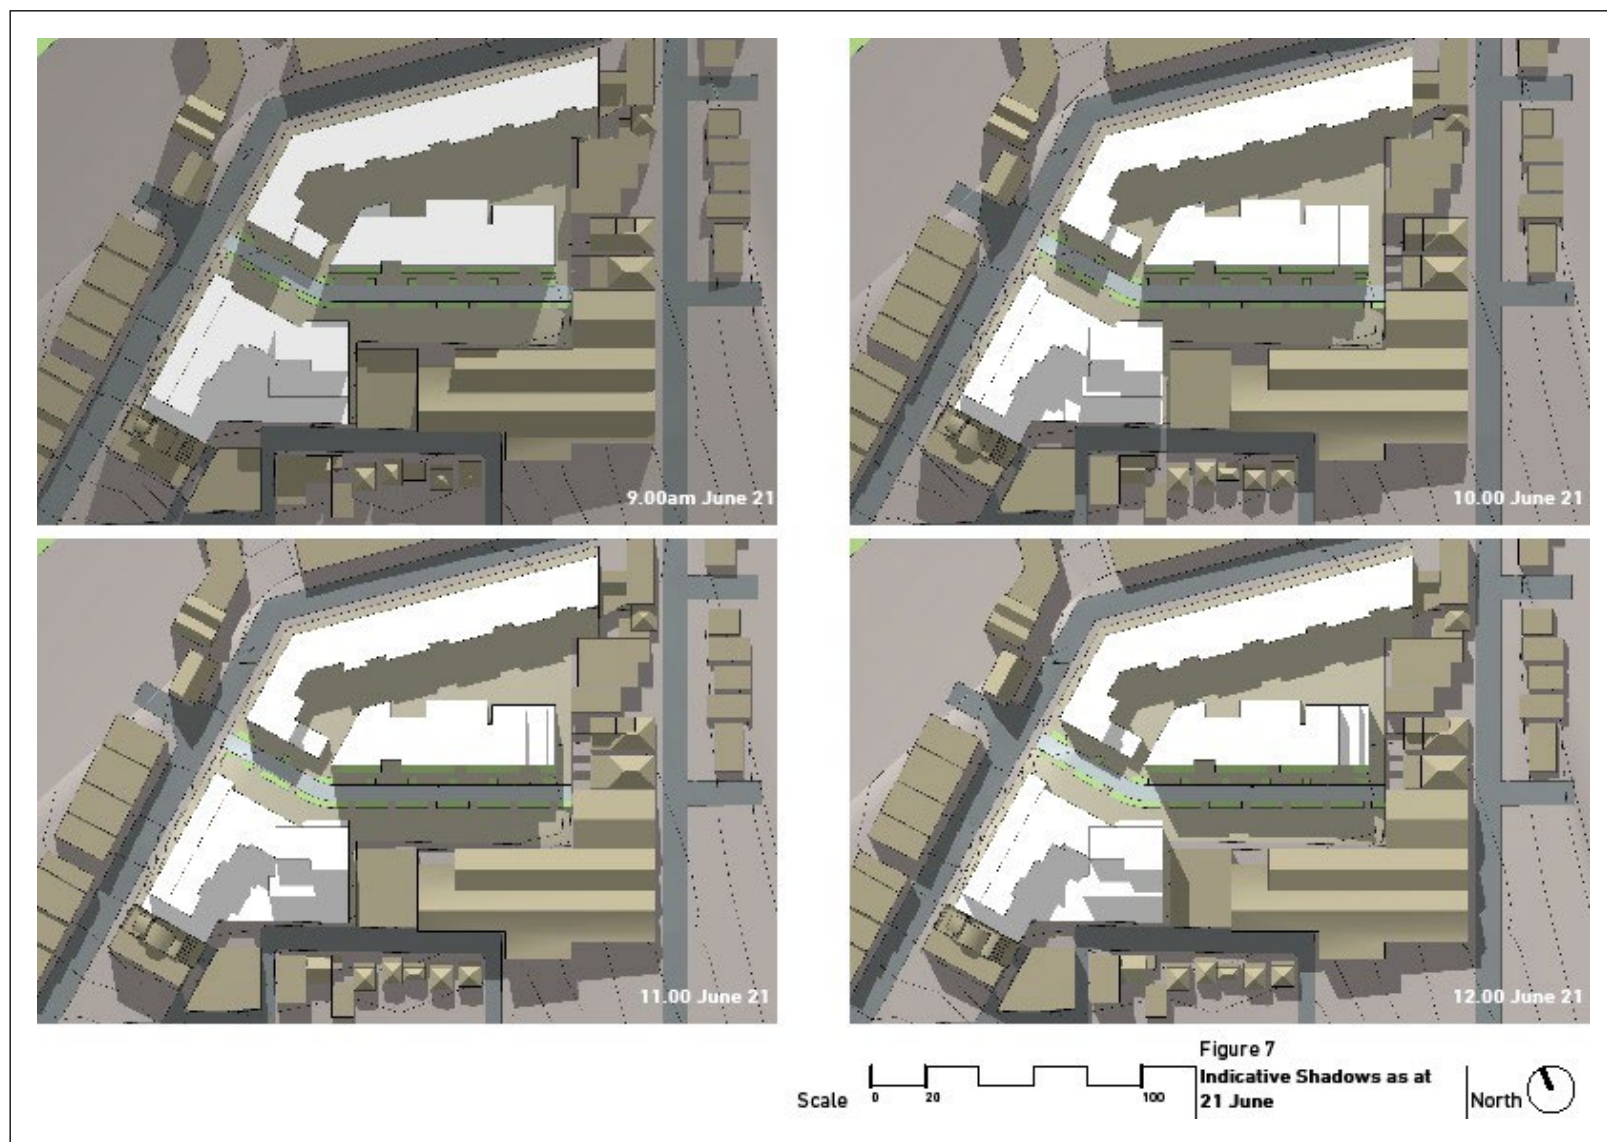 9.00am June 21
10.00 June 21
11.00 June 21
12.00 June 21
Figure 7
Indicative Shadows as at
21 June
Scale
0 20 100
North